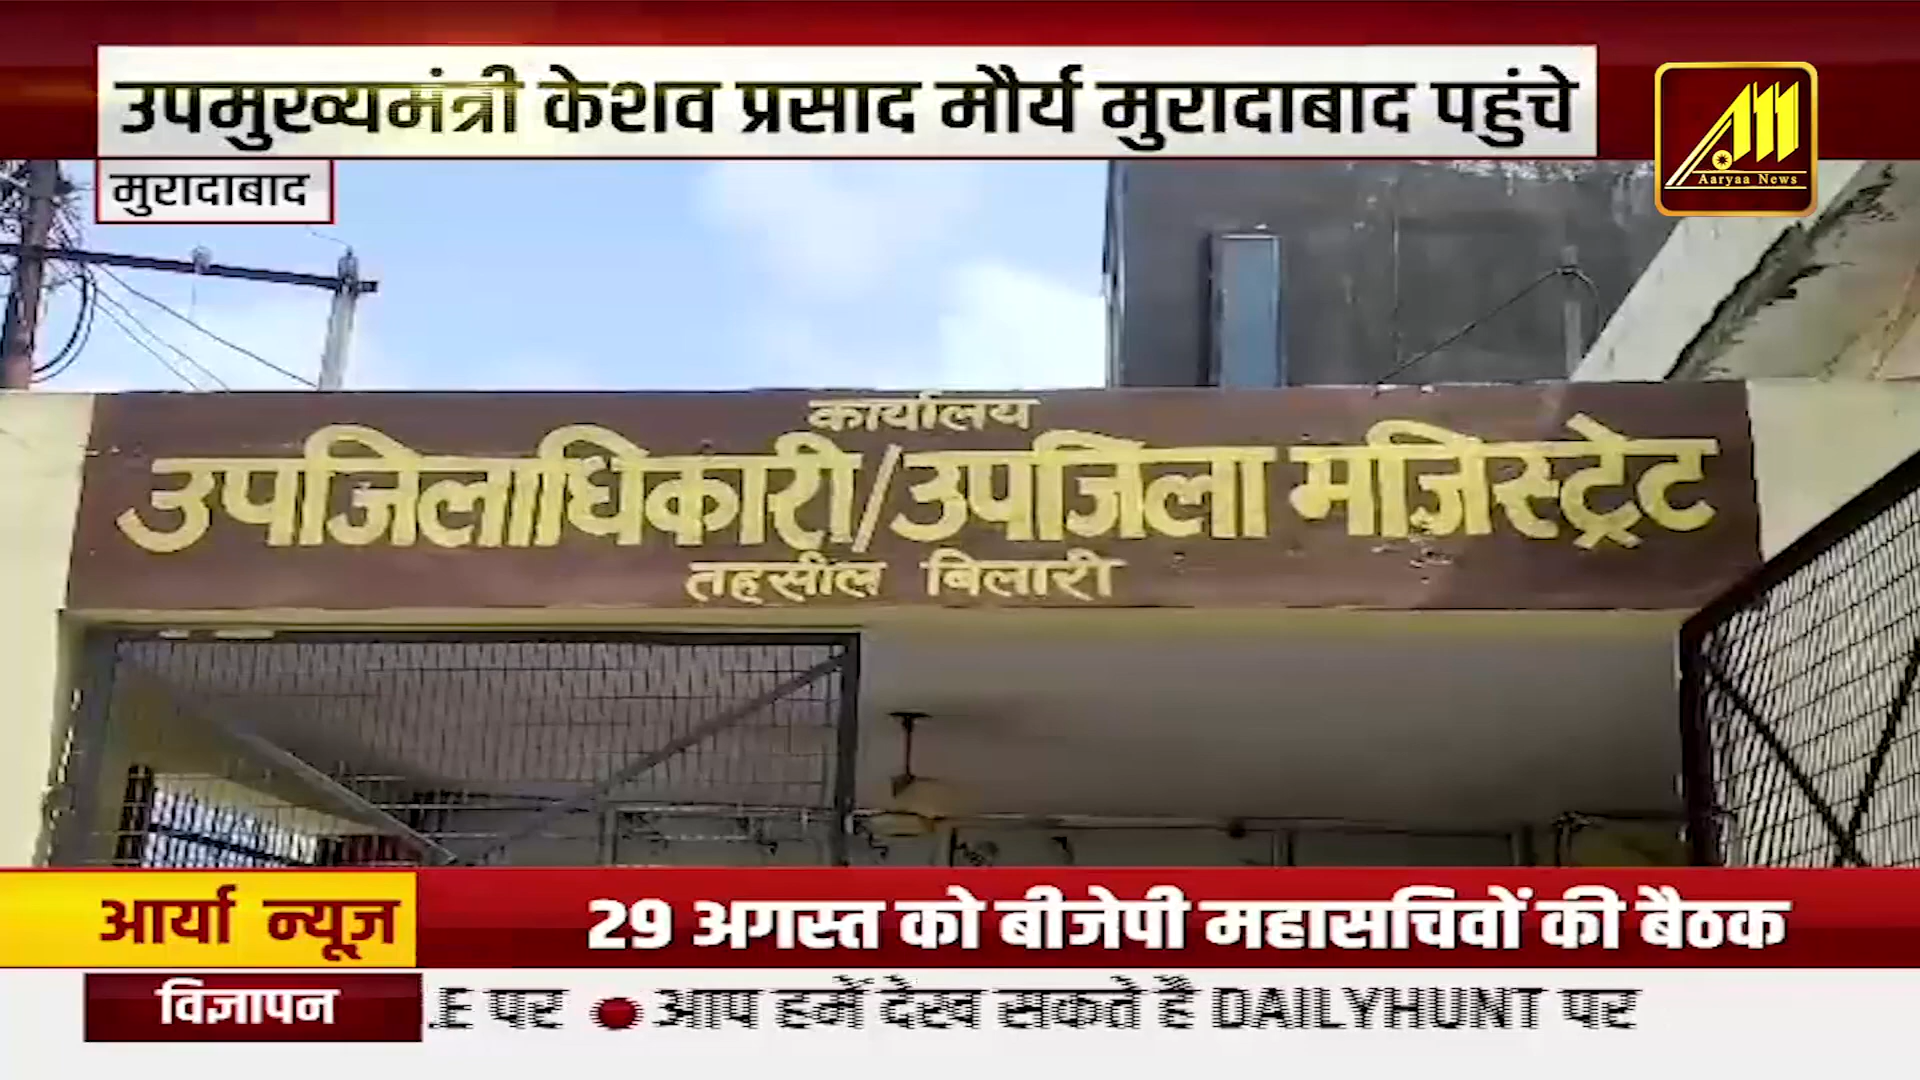 उपमुख्यमंत्री केशव प्रसाद मौर्य मुरादाबाद पहुंचे
मुरादाबाद
Aaryaa News
कार्यालय
उपजिलाधिकारी/उपजिला मजिस्ट्रेट
तहसील बिलारी
आर्या न्यूज़
29 अगस्त को बीजेपी महासचिवों की बैठक
विज्ञापन
.E पर ● आप हमें देख सकते है DAILYHUNT पर